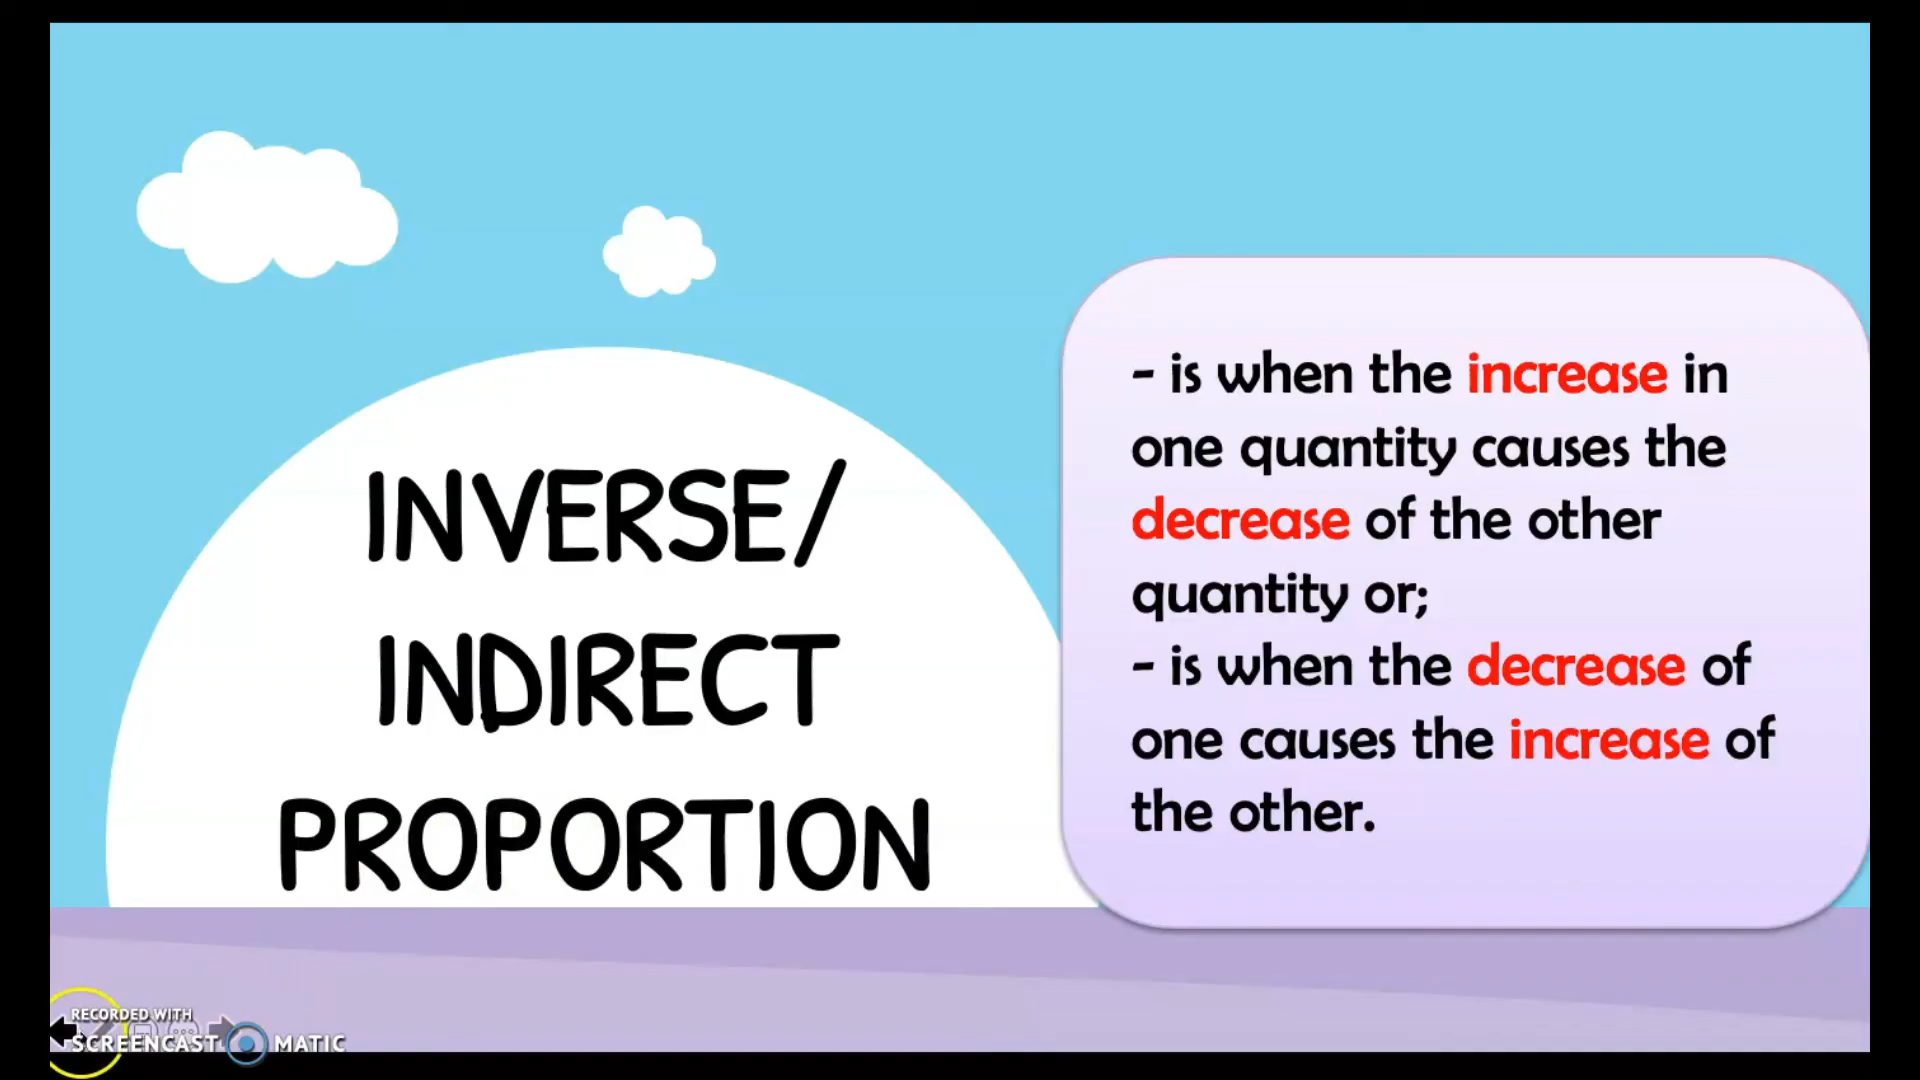 INVERSE/
INDIRECT
PROPORTION
- is when the increase in
one quantity causes the
decrease of the other
quantity or;
- is when the decrease of
one causes the increase of
the other.
RECORDED WITH
SCREENCAST MATIC